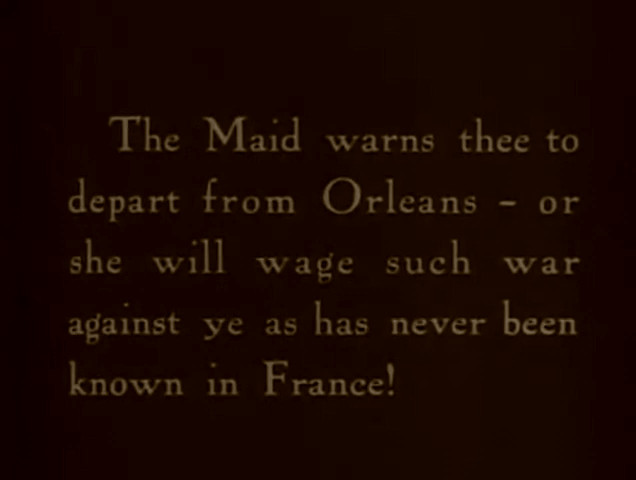 The Maid warns thee to
depart from Orleans – or
she will wage such war
against ye as has never been
known in France!